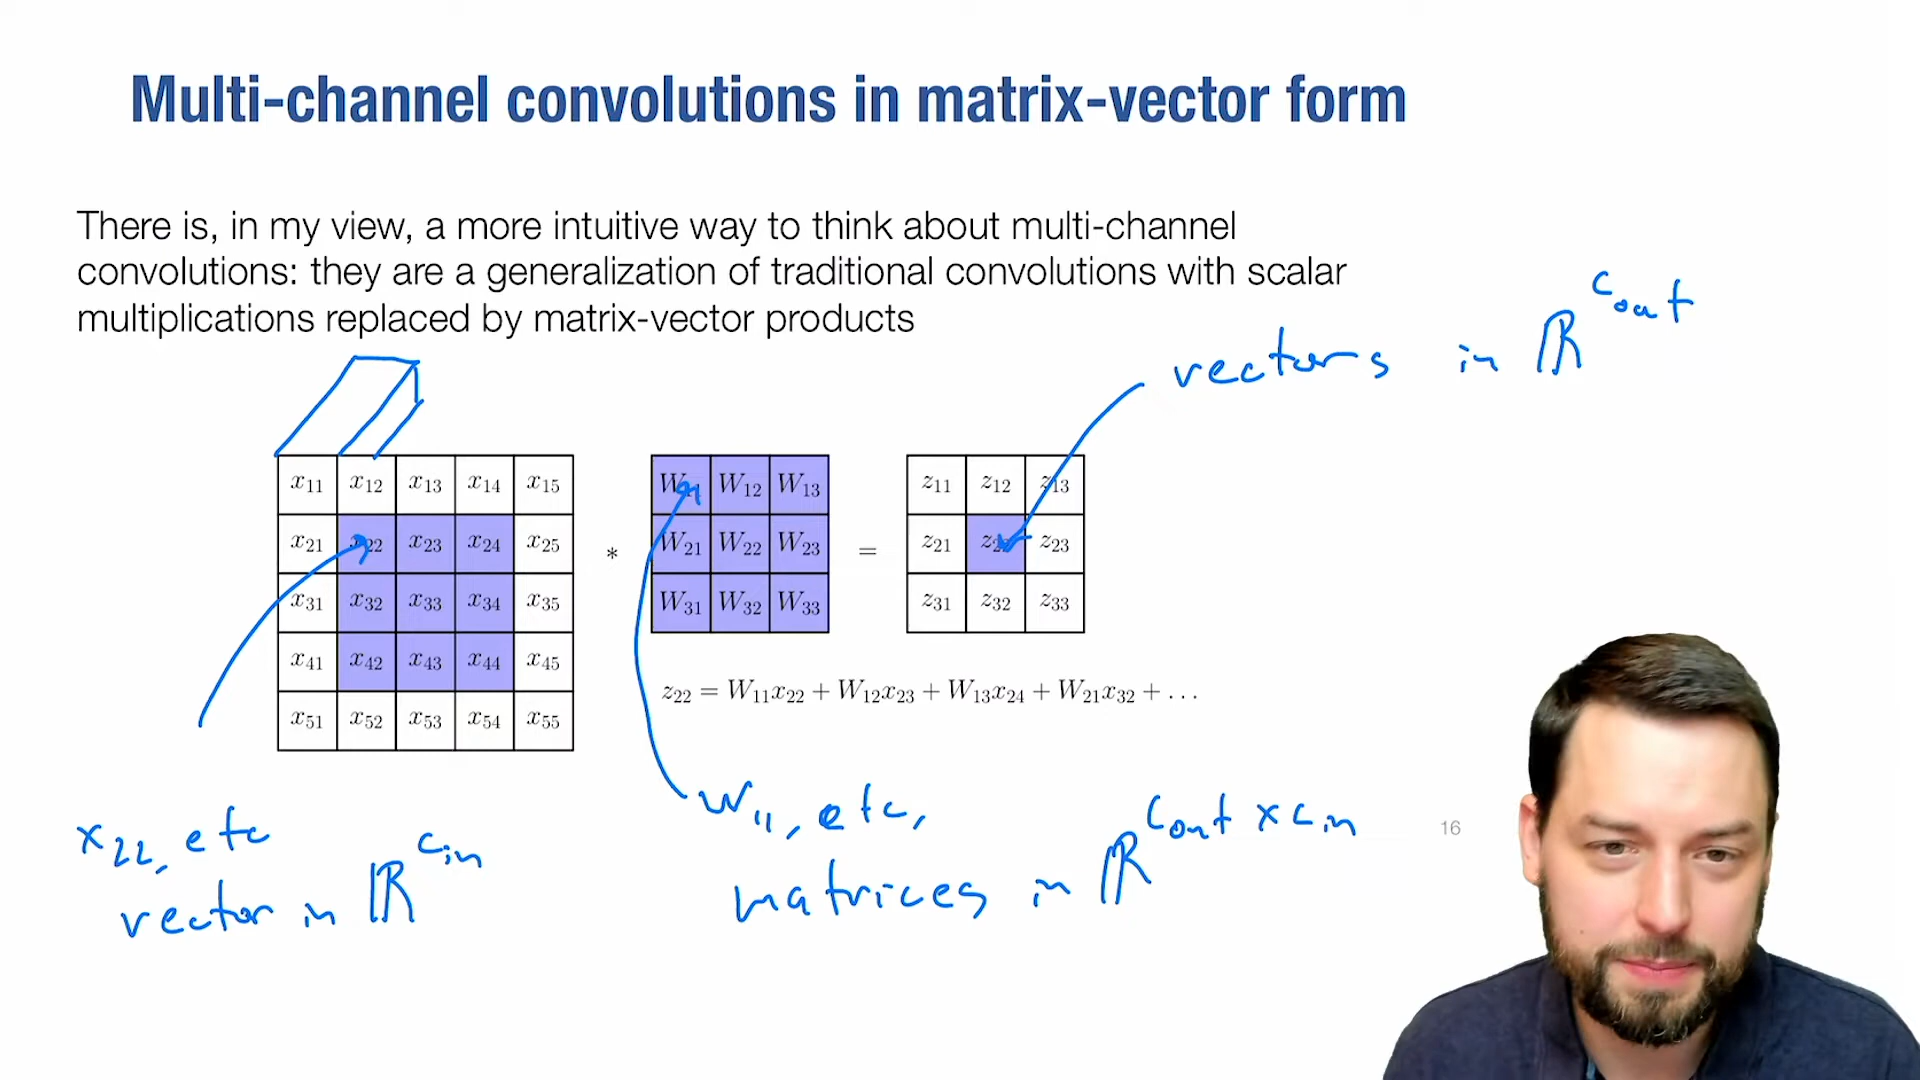 Multi-channel convolutions in matrix-vector form
There is, in my view, a more intuitive way to think about multi-channel
convolutions: they are a generalization of traditional convolutions with scalar
multiplications replaced by matrix-vector products
vectors in ℝ^{cout}
x11 x12 x13 x14 x15
x21 x22 x23 x24 x25
x31 x32 x33 x34 x35
x41 x42 x43 x44 x45
x51 x52 x53 x54 x55
*
W11 W12 W13
W21 W22 W23
W31 W32 W33
=
z11 z12 z13
z21 z22 z23
z31 z32 z33
z22 = W11x22 + W12x23 + W13x24 + W21x32 + ...
x22, etc
vector in ℝ^{cin}
W11, etc,
matrices in ℝ^{cout x cin}
16